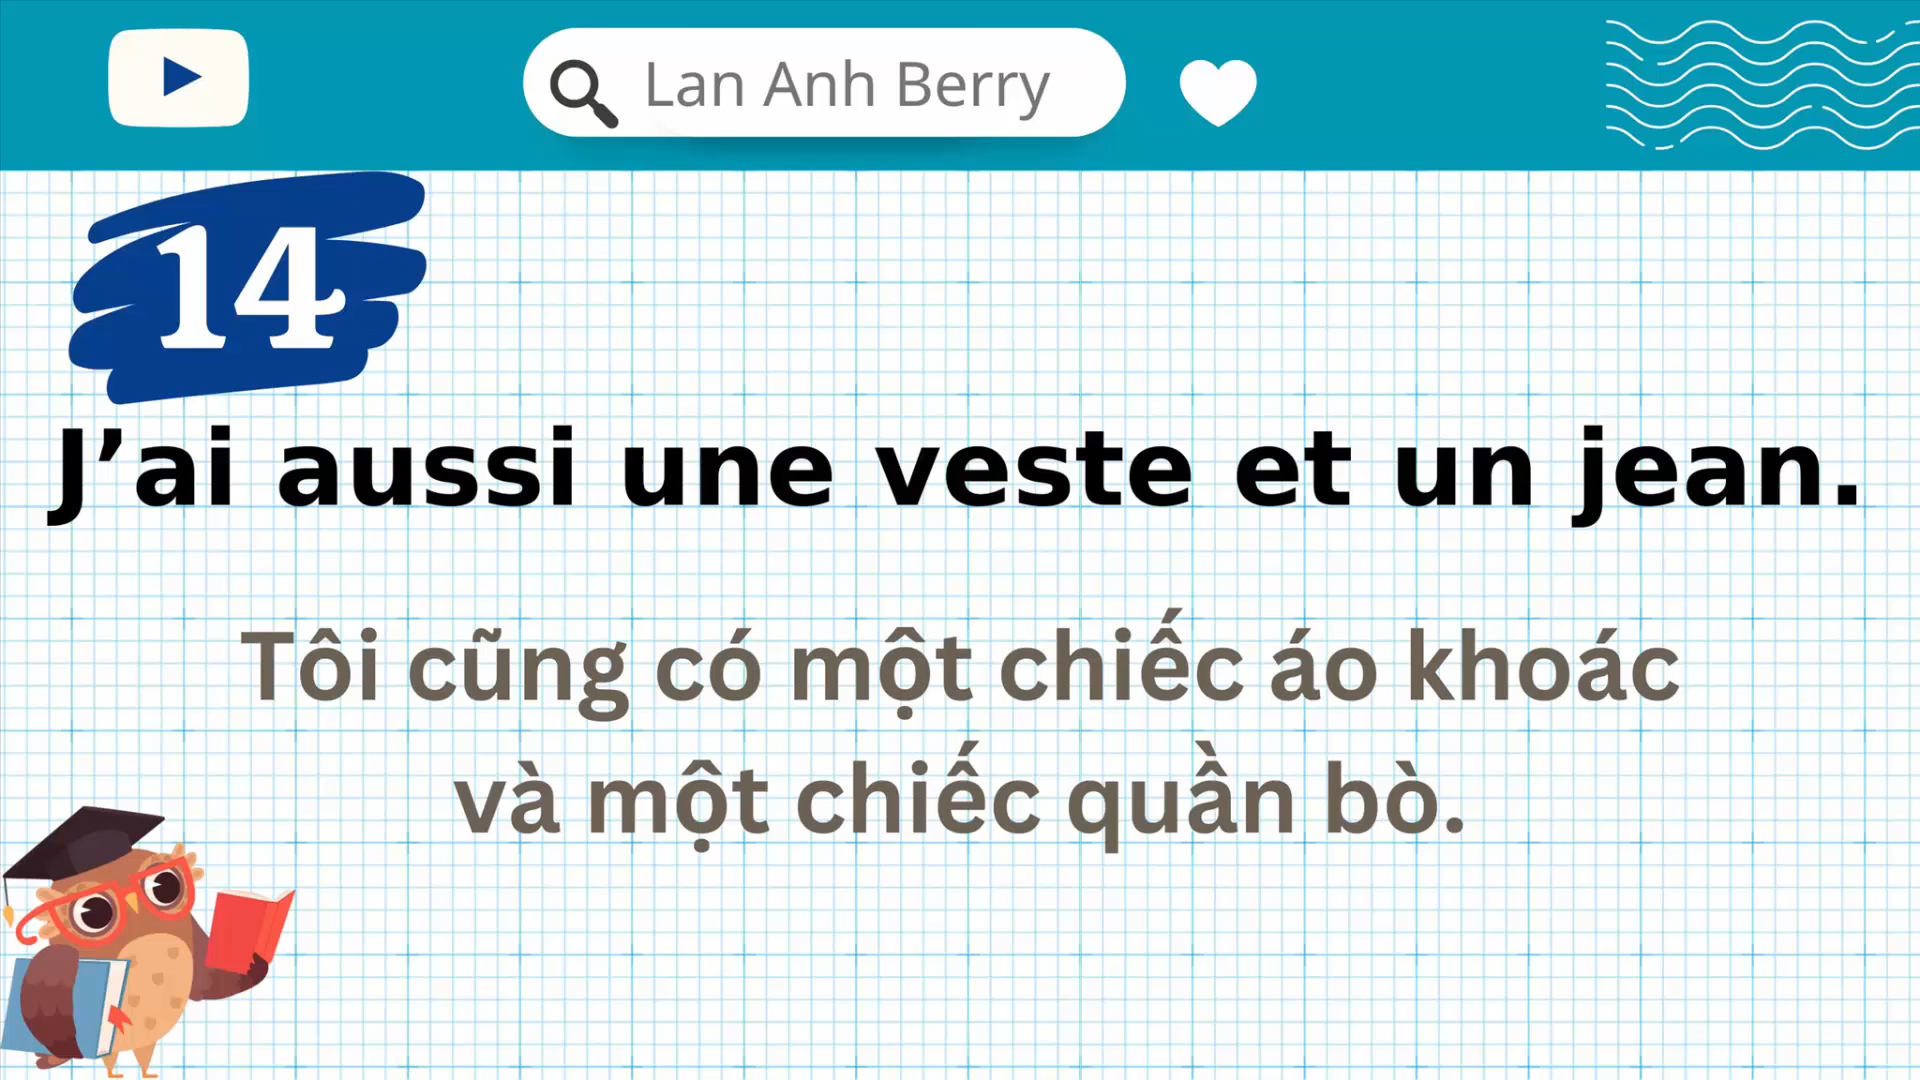 Lan Anh Berry
14
J’ai aussi une veste et un jean.
Tôi cũng có một chiếc áo khoác
và một chiếc quần bò.